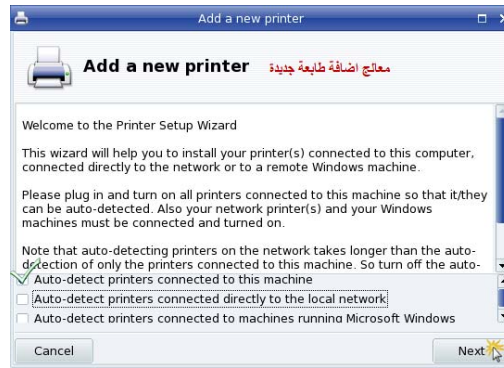 Add a new printer
Add a new printer
معالج اضافة طابعة جديدة
Welcome to the Printer Setup Wizard
This wizard will help you to install your printer(s) connected to this computer,
connected directly to the network or to a remote Windows machine.
Please plug in and turn on all printers connected to this machine so that it/they
can be auto-detected. Also your network printer(s) and your Windows
machines must be connected and turned on.
Note that auto-detecting printers on the network takes longer than the auto-
detection of only the printers connected to this machine. So turn off the auto-
Auto-detect printers connected to this machine
Auto-detect printers connected directly to the local network
Auto-detect printers connected to machines running Microsoft Windows
Cancel
Next